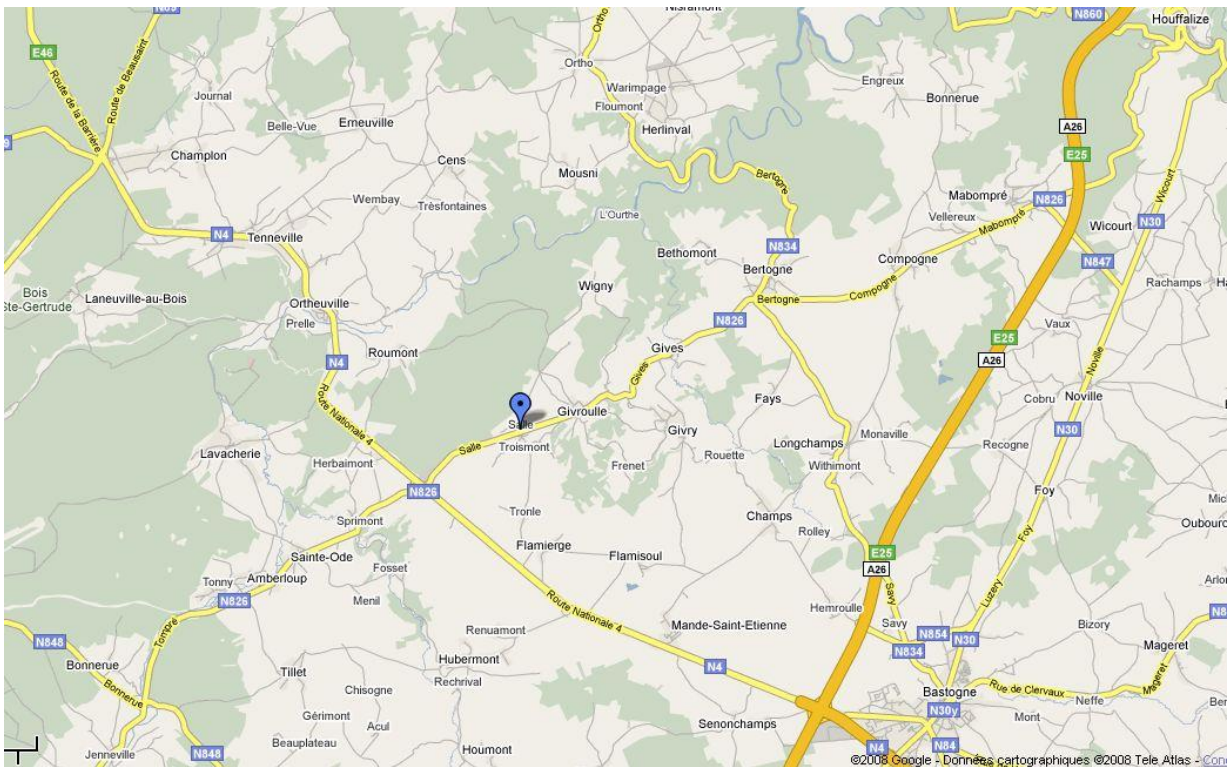 N89
Nisramont
N860
Houffalize
E46
Route de Beausaint
Route de la Barrière
Ortho
Journal
Warimpage
Engreux
Bonnerue
Floumont
Belle-Vue
Erneuville
Herlinval
A26
E25
Champlon
Cens
Mousni
Bertogne
Wicourt
Wembay
Trèsfontaines
Mabompré
N826
L'Ourthe
Vellereux
Mabompré
Wicourt
N30
N4
Tenneville
Bethomont
N834
Compogne
N847
Bertogne
Rachamps
Bois
Ste-Gertrude
Laneuville-au-Bois
Wigny
Compogne
Bertogne
Ortheuville
Prelle
N826
Vaux
E25
Gives
Roumont
N4
A26
Noville
Gives
Route Nationale 4
Fays
Cobru
Noville
Givroulle
Salle
N30
Givry
Longchamps
Monaville
Recogne
Lavacherie
Salle
Troismont
Rouette
Herbaimont
Frenet
Withimont
N826
Foy
Sprimont
Tronle
Champs
Rolley
Oubourc
Flamierge
Sainte-Ode
Flamisoul
E25
Foy
Fosset
A26
Tonny
Amberloup
Savy
Luzery
N826
Menil
Route Nationale 4
Hemroulle
Tompré
Renuamont
Mande-Saint-Etienne
Savy
N854
N30
Bizory
Mageret
N848
Hubermont
N834
Bonnerue
N4
Mageret
Tillet
Rechrival
Bastogne
Rue de Clervaux
Bonnerue
Chisogne
Neffe
N30y
Gérimont
Acul
Senonchamps
Mont
Beauplateau
N4
N84
Jenneville
N848
Houmont
©2008 Google - Données cartographiques ©2008 Tele Atlas -